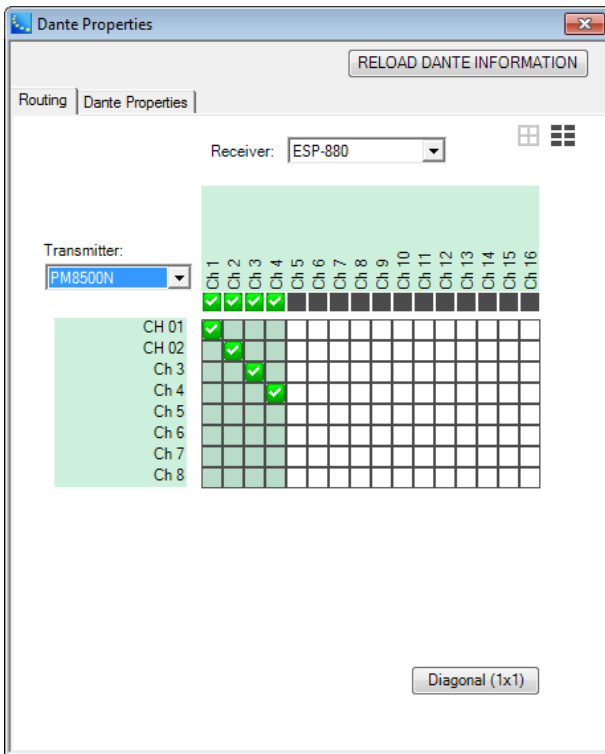 Dante Properties
RELOAD DANTE INFORMATION
Routing Dante Properties
Receiver: ESP-880
Transmitter:
PM8500N
Ch 1 Ch 2 Ch 3 Ch 4 Ch 5 Ch 6 Ch 7 Ch 8 Ch 9 Ch 10 Ch 11 Ch 12 Ch 13 Ch 14 Ch 15 Ch 16
CH 01
CH 02
Ch 3
Ch 4
Ch 5
Ch 6
Ch 7
Ch 8
Diagonal (1x1)